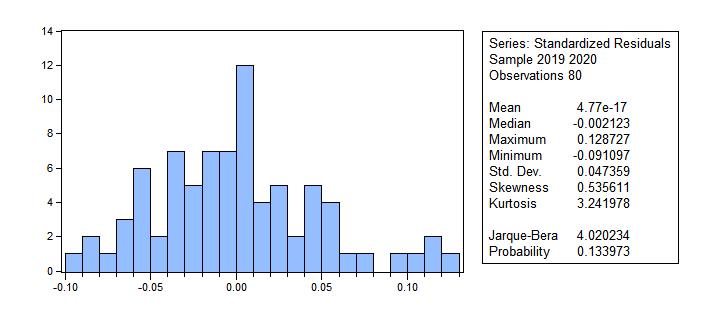 14
12
10
8
6
4
2
0
-0.10 -0.05 0.00 0.05 0.10
Series: Standardized Residuals
Sample 2019 2020
Observations 80
Mean 4.77e-17
Median -0.002123
Maximum 0.128727
Minimum -0.091097
Std. Dev. 0.047359
Skewness 0.535611
Kurtosis 3.241978
Jarque-Bera 4.020234
Probability 0.133973